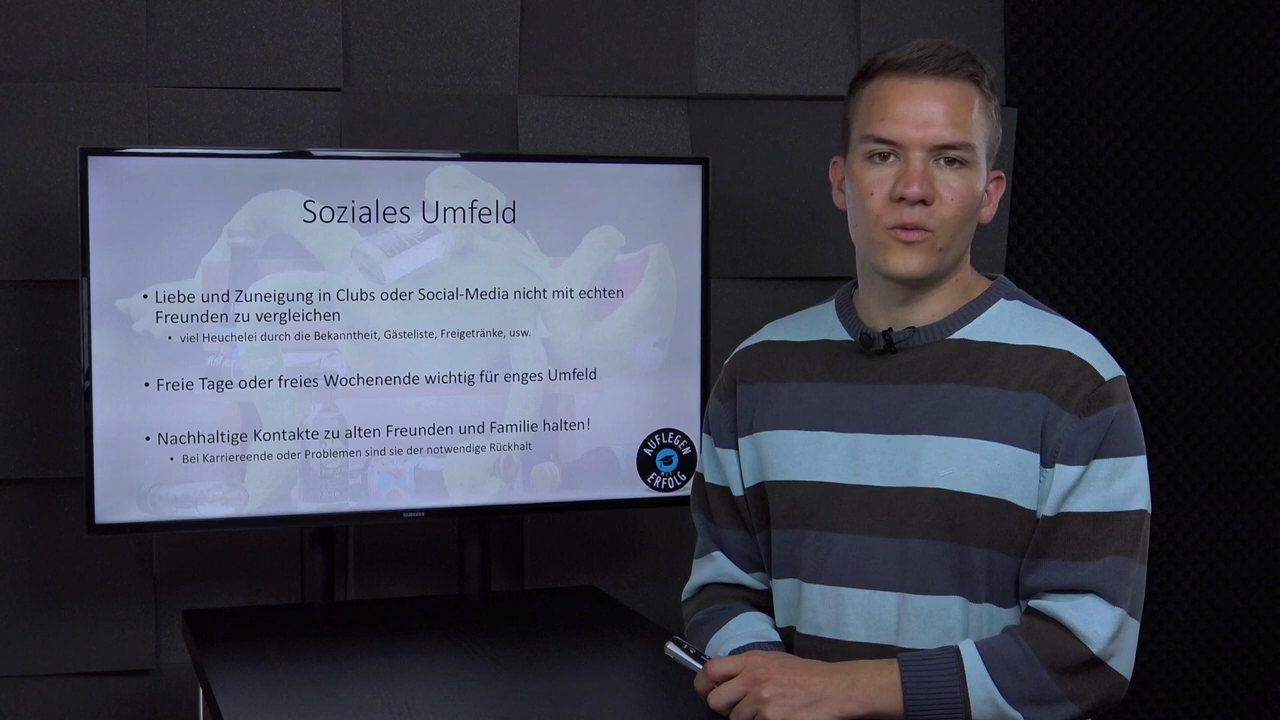 Soziales Umfeld
• Liebe und Zuneigung in Clubs oder Social-Media nicht mit echten
Freunden zu vergleichen
• viel Heuchelei durch die Bekanntheit, Gästeliste, Freigetränke, usw.
• Freie Tage oder freies Wochenende wichtig für enges Umfeld
• Nachhaltige Kontakte zu alten Freunden und Familie halten!
• Bei Karriereende oder Problemen sind sie der notwendige Rückhalt
AUFLEGEN
MIT
ERFOLG
SAMSUNG